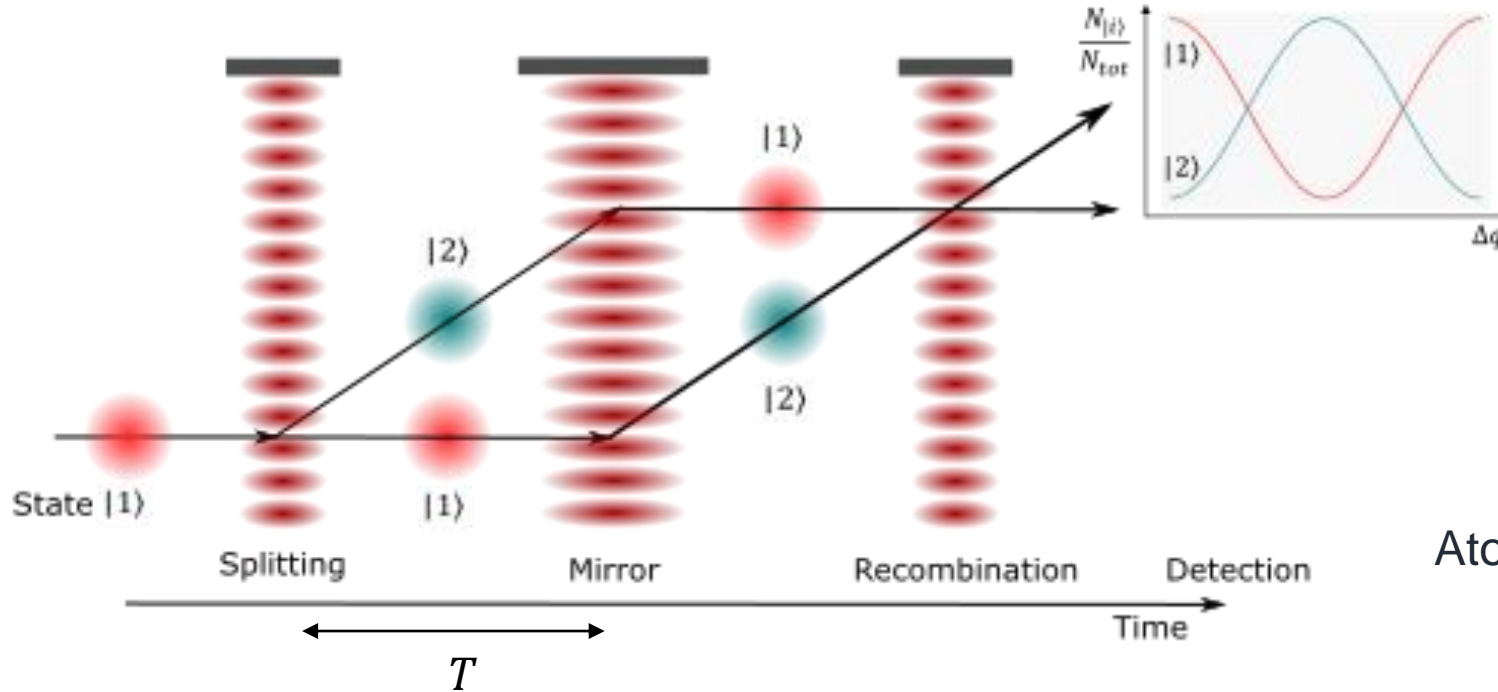 N|i⟩
Ntot
|1⟩
|2⟩
Δ
|1⟩
|2⟩
|2⟩
State |1⟩
|1⟩
Splitting
Mirror
Recombination
Detection
Time
T